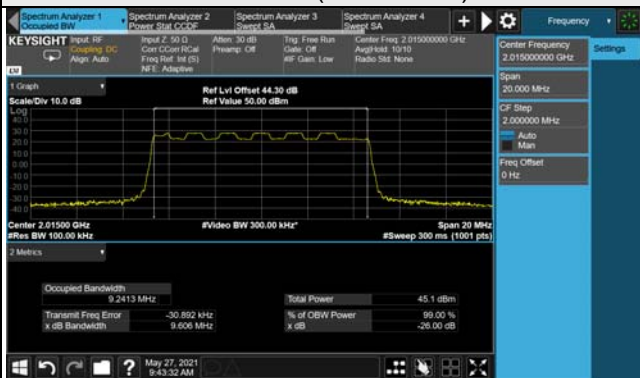 Spectrum Analyzer 1
Occupied BW
Spectrum Analyzer 2
Power Stat CCDF
Spectrum Analyzer 3
Swept SA
Spectrum Analyzer 4
Swept SA
Frequency
KEYSIGHT
Input: RF
Coupling: DC
Align: Auto
Input Z: 50 Ω
Corr CCorr RCal
Freq Ref: Int (S)
NFE: Adaptive
Atten: 30 dB
Preamp: Off
Trig: Free Run
Gate: Off
#IF Gain: Low
Center Freq: 2.015000000 GHz
Avg|Hold: 10/10
Radio Std: None
Center Frequency
2.015000000 GHz
Settings
Span
20.000 MHz
CF Step
2.000000 MHz
Auto
Man
Freq Offset
0 Hz
1 Graph
Scale/Div 10.0 dB
Ref Lvl Offset 44.30 dB
Ref Value 50.00 dBm
Log
40.0
30.0
20.0
10.0
0.00
-10.0
-20.0
-30.0
-40.0
Center 2.01500 GHz
#Res BW 100.00 kHz
#Video BW 300.00 kHz*
Span 20 MHz
#Sweep 300 ms (1001 pts)
2 Metrics
Occupied Bandwidth
9.2413 MHz
Total Power 45.1 dBm
Transmit Freq Error -30.892 kHz
% of OBW Power 99.00 %
x dB Bandwidth 9.606 MHz
x dB -26.00 dB
May 27, 2021
9:43:32 AM